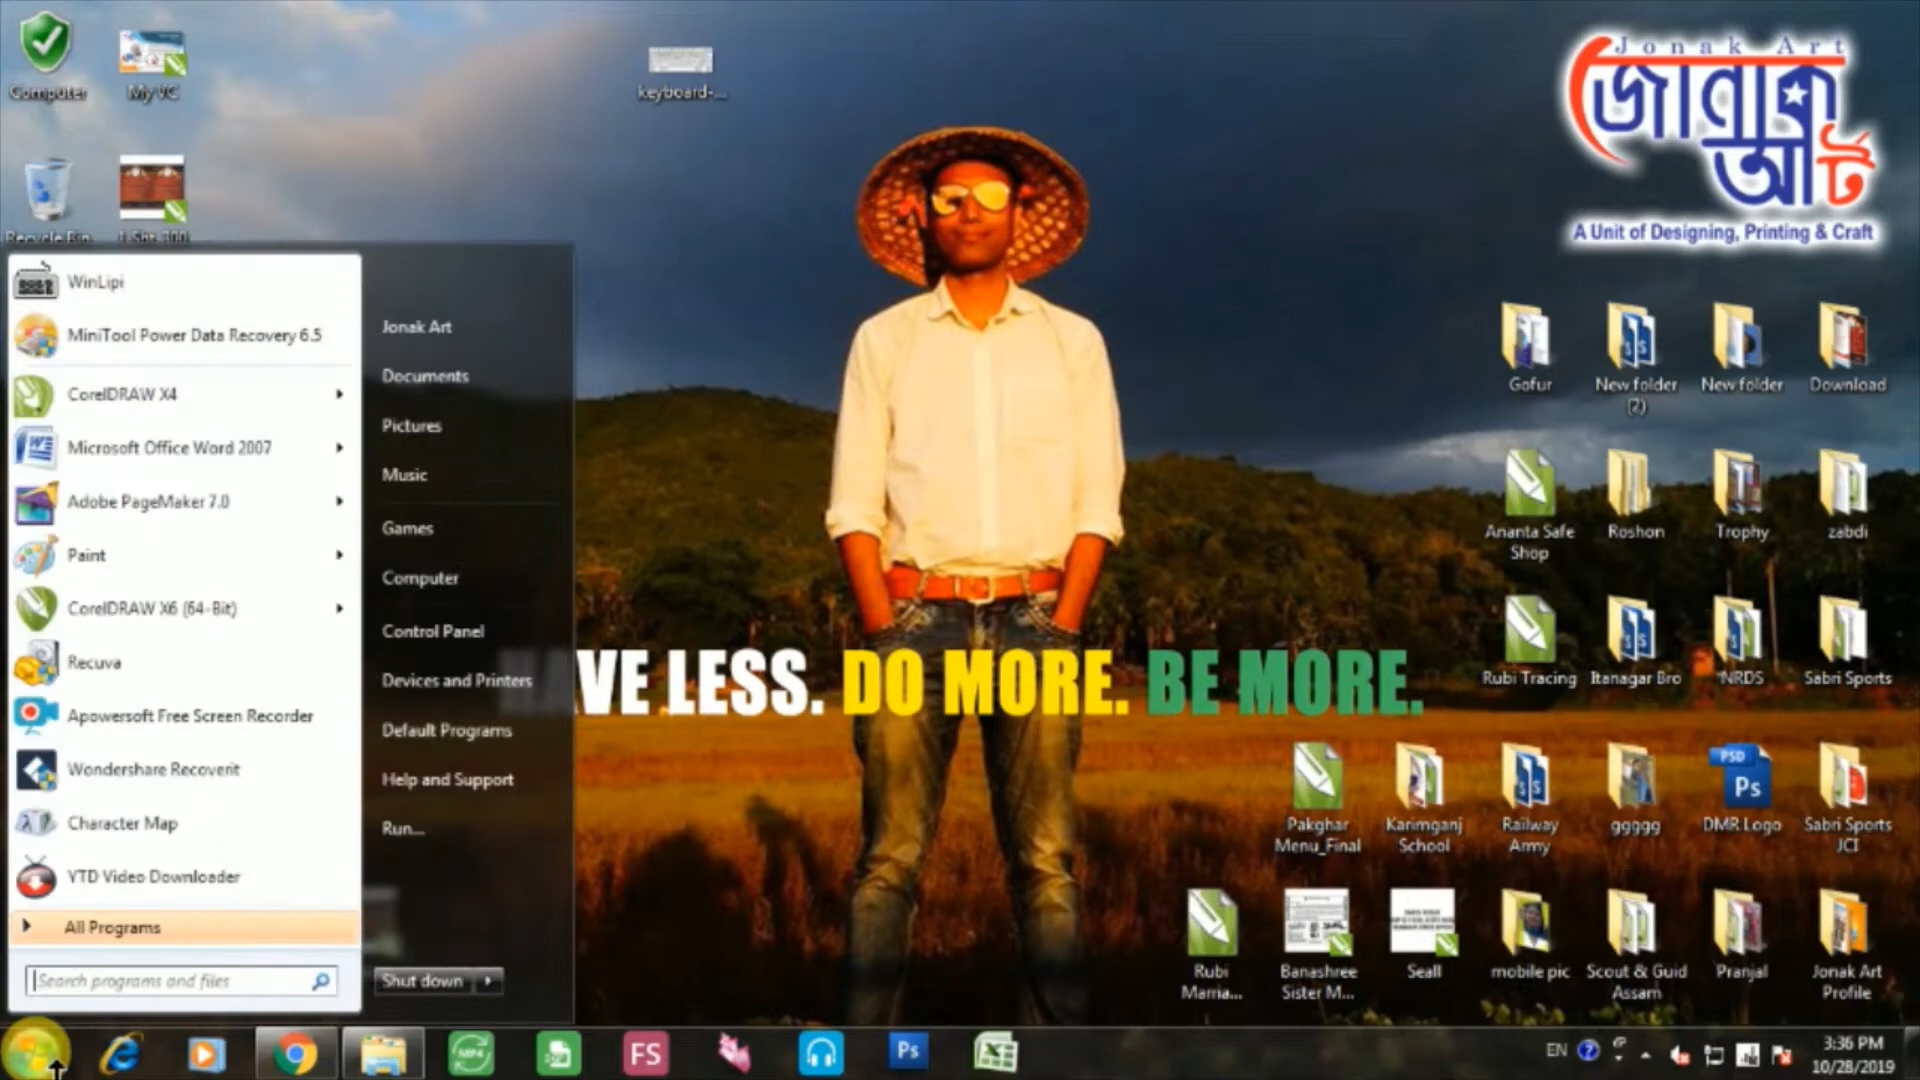 Computer
My VC
keyboard-...
Jonak Art
জোনাক
আর্ট
A Unit of Designing, Printing & Craft
Recycle Bin
WinLipi
MiniTool Power Data Recovery 6.5
CorelDRAW X4
Microsoft Office Word 2007
Adobe PageMaker 7.0
Paint
CorelDRAW X6 (64-Bit)
Recuva
Apowersoft Free Screen Recorder
Wondershare Recoverit
Character Map
YTD Video Downloader
All Programs
Search programs and files
Jonak Art
Documents
Pictures
Music
Games
Computer
Control Panel
Devices and Printers
Default Programs
Help and Support
Run...
Shut down
HAVE LESS. DO MORE. BE MORE.
Gofur
New folder
(2)
New folder
Download
Ananta Safe
Shop
Roshon
Trophy
zabdi
Rubi Tracing
Itanagar Bro
NRDS
Sabri Sports
Pakghar
Menu_Final
Karimganj
School
Railway
Army
ggggg
PSD
Ps
DMR Logo
Sabri Sports
JCI
Rubi
Marria...
Banashree
Sister M...
Seall
mobile pic
Scout & Guid
Assam
Pranjal
Jonak Art
Profile
MINI
FS
Ps
EN
3:36 PM
10/28/2019